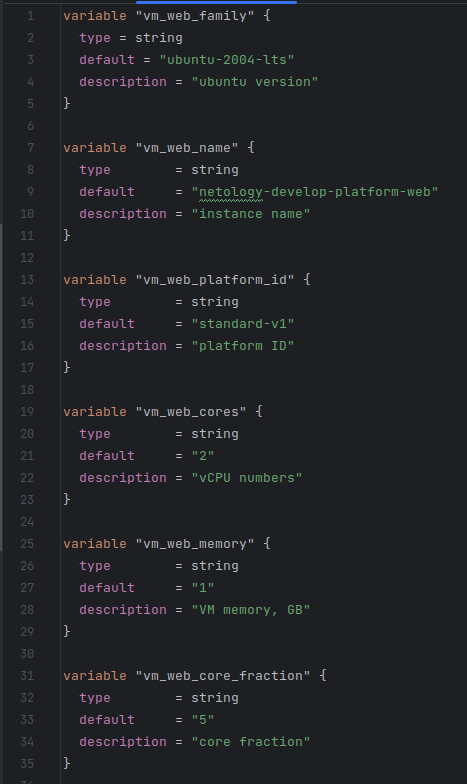 1 variable "vm_web_family" {
2   type = string
3   default = "ubuntu-2004-lts"
4   description = "ubuntu version"
5 }
6
7 variable "vm_web_name" {
8   type        = string
9   default     = "netology-develop-platform-web"
10   description = "instance name"
11 }
12
13 variable "vm_web_platform_id" {
14   type        = string
15   default     = "standard-v1"
16   description = "platform ID"
17 }
18
19 variable "vm_web_cores" {
20   type        = string
21   default     = "2"
22   description = "vCPU numbers"
23 }
24
25 variable "vm_web_memory" {
26   type        = string
27   default     = "1"
28   description = "VM memory, GB"
29 }
30
31 variable "vm_web_core_fraction" {
32   type        = string
33   default     = "5"
34   description = "core fraction"
35 }